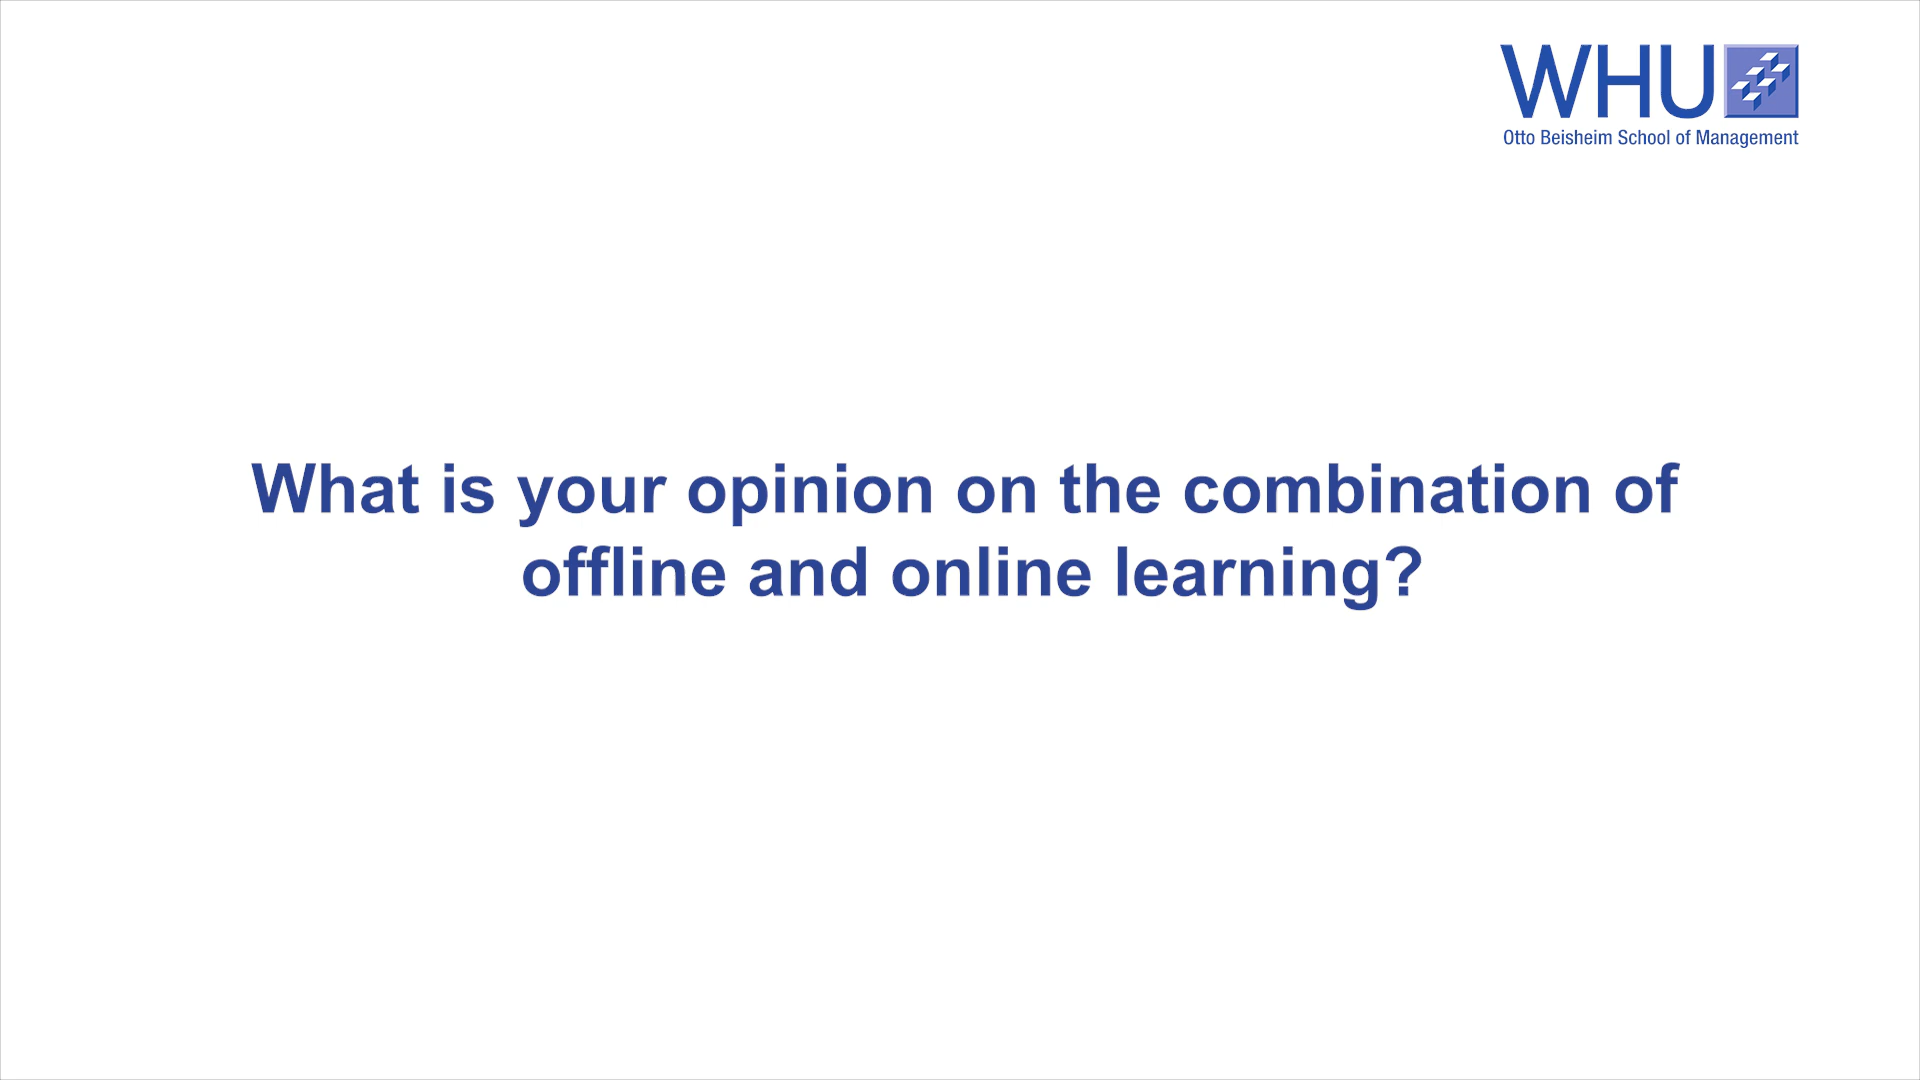 WHU
Otto Beisheim School of Management
What is your opinion on the combination of
offline and online learning?